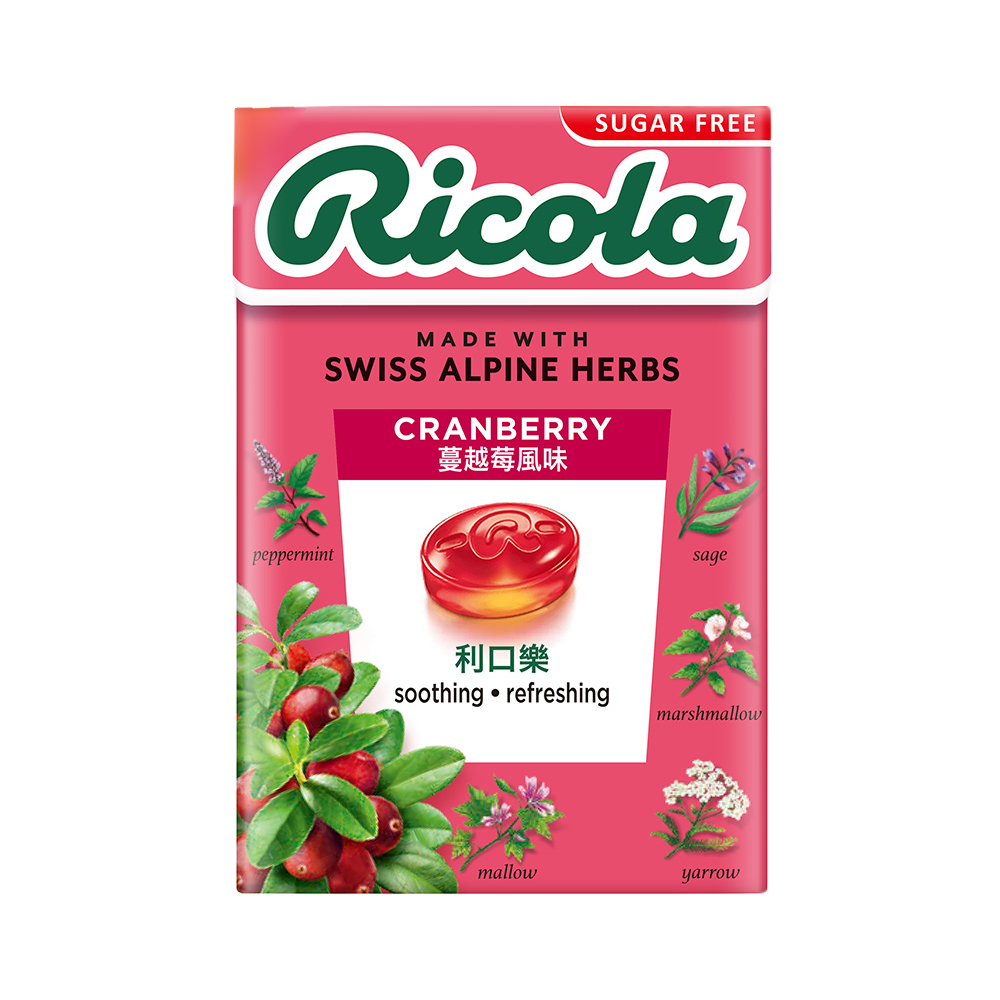 SUGAR FREE
Ricola
MADE WITH
SWISS ALPINE HERBS
CRANBERRY
蔓越莓風味
peppermint
sage
利口樂
soothing • refreshing
marshmallow
mallow
yarrow